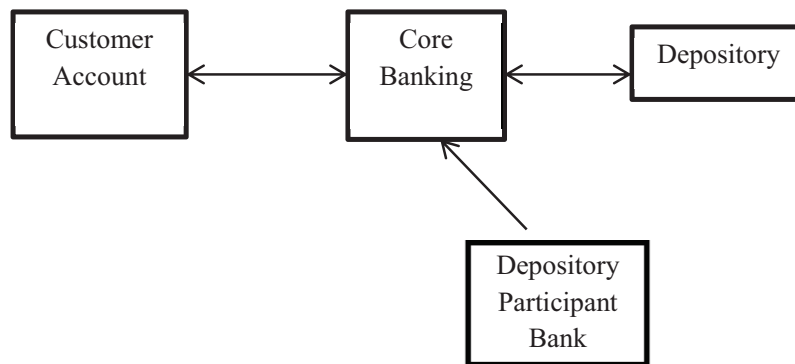 Customer
Account
Core
Banking
Depository
Depository
Participant
Bank